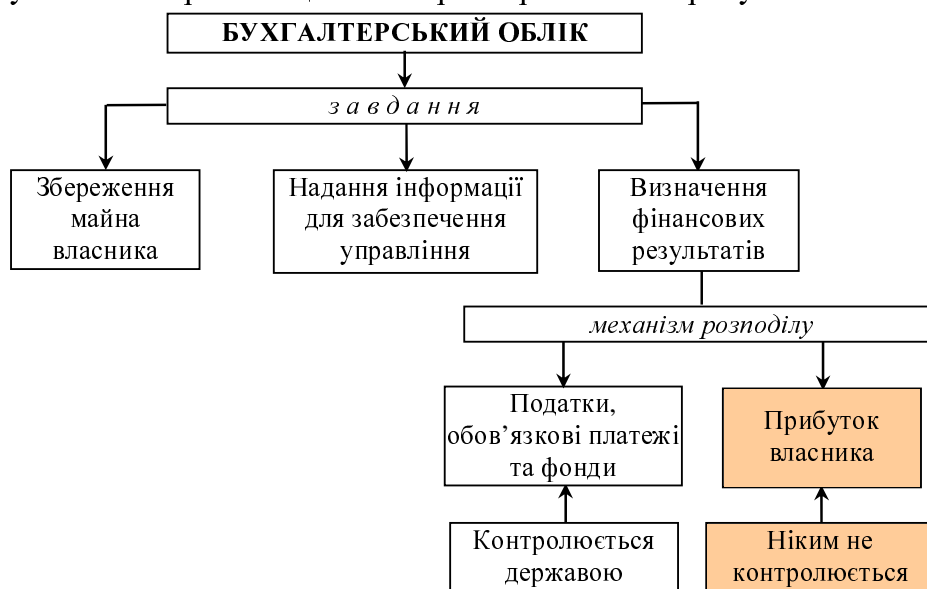 БУХГАЛТЕРСЬКИЙ ОБЛІК
завдання
Збереження
майна
власника
Надання інформації
для забезпечення
управління
Визначення
фінансових
результатів
механізм розподілу
Податки,
обов’язкові платежі
та фонди
Прибуток
власника
Контролюється
державою
Ніким не
контролюється